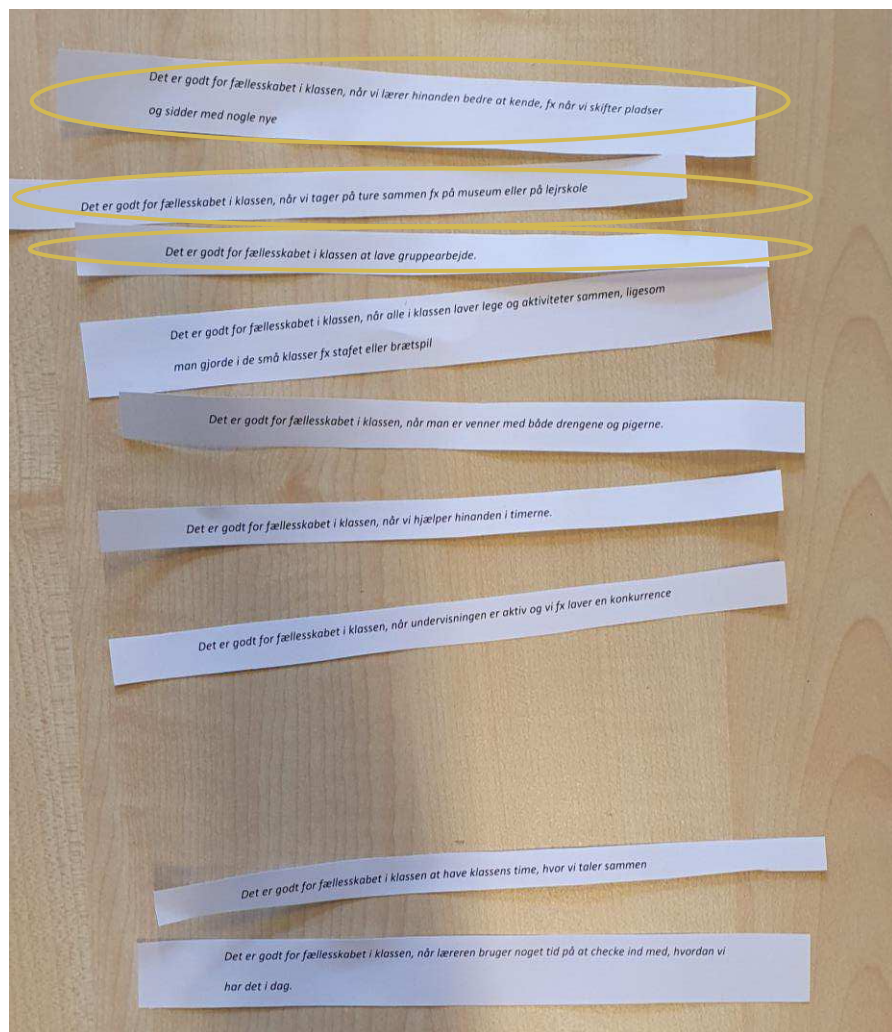 Det er godt for fællesskabet i klassen, når vi lærer hinanden bedre at kende, fx når vi skifter pladser
og sidder med nogle nye
Det er godt for fællesskabet i klassen, når vi tager på ture sammen fx på museum eller på lejrskole
Det er godt for fællesskabet i klassen at lave gruppearbejde.
Det er godt for fællesskabet i klassen, når alle i klassen laver lege og aktiviteter sammen, ligesom
man gjorde i de små klasser fx stafet eller brætspil
Det er godt for fællesskabet i klassen, når man er venner med både drengene og pigerne.
Det er godt for fællesskabet i klassen, når vi hjælper hinanden i timerne.
Det er godt for fællesskabet i klassen, når undervisningen er aktiv og vi fx laver en konkurrence
Det er godt for fællesskabet i klassen at have klassens time, hvor vi taler sammen
Det er godt for fællesskabet i klassen, når læreren bruger noget tid på at checke ind med, hvordan vi
har det i dag.